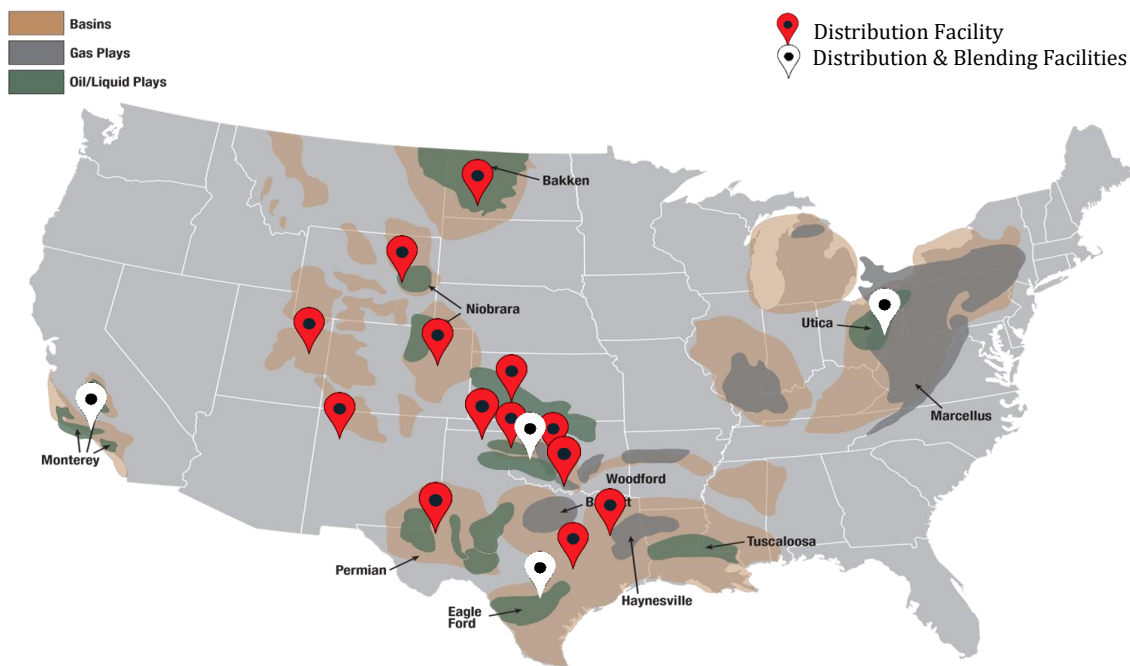 Basins
Gas Plays
Oil/Liquid Plays
Distribution Facility
Distribution & Blending Facilities
Bakken
Niobrara
Utica
Marcellus
Monterey
Woodford
Tuscaloosa
Permian
Haynesville
Eagle
Ford